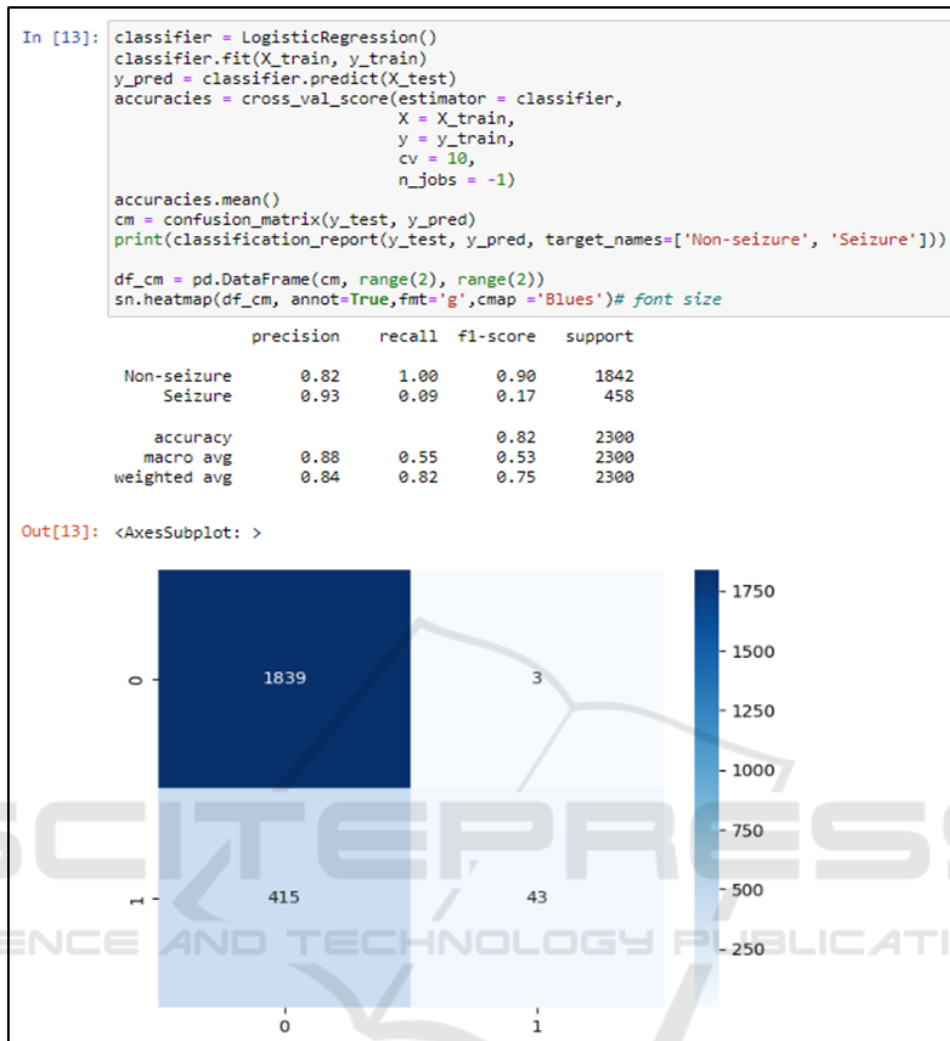 In [13]: classifier = LogisticRegression()
classifier.fit(X_train, y_train)
y_pred = classifier.predict(X_test)
accuracies = cross_val_score(estimator = classifier,
X = X_train,
y = y_train,
cv = 10,
n_jobs = -1)
accuracies.mean()
cm = confusion_matrix(y_test, y_pred)
print(classification_report(y_test, y_pred, target_names=['Non-seizure', 'Seizure']))
df_cm = pd.DataFrame(cm, range(2), range(2))
sn.heatmap(df_cm, annot=True,fmt='g',cmap ='Blues')# font size
precision recall f1-score support
Non-seizure 0.82 1.00 0.90 1842
Seizure 0.93 0.09 0.17 458
accuracy 0.82 2300
macro avg 0.88 0.55 0.53 2300
weighted avg 0.84 0.82 0.75 2300
Out[13]: <AxesSubplot: >
1750
0 1839 3
1500
1250
1000
750
SCITEPRESS
500
1 415 43
ENCE AND TECHNOLOGY PUBLICATI
250
0 1